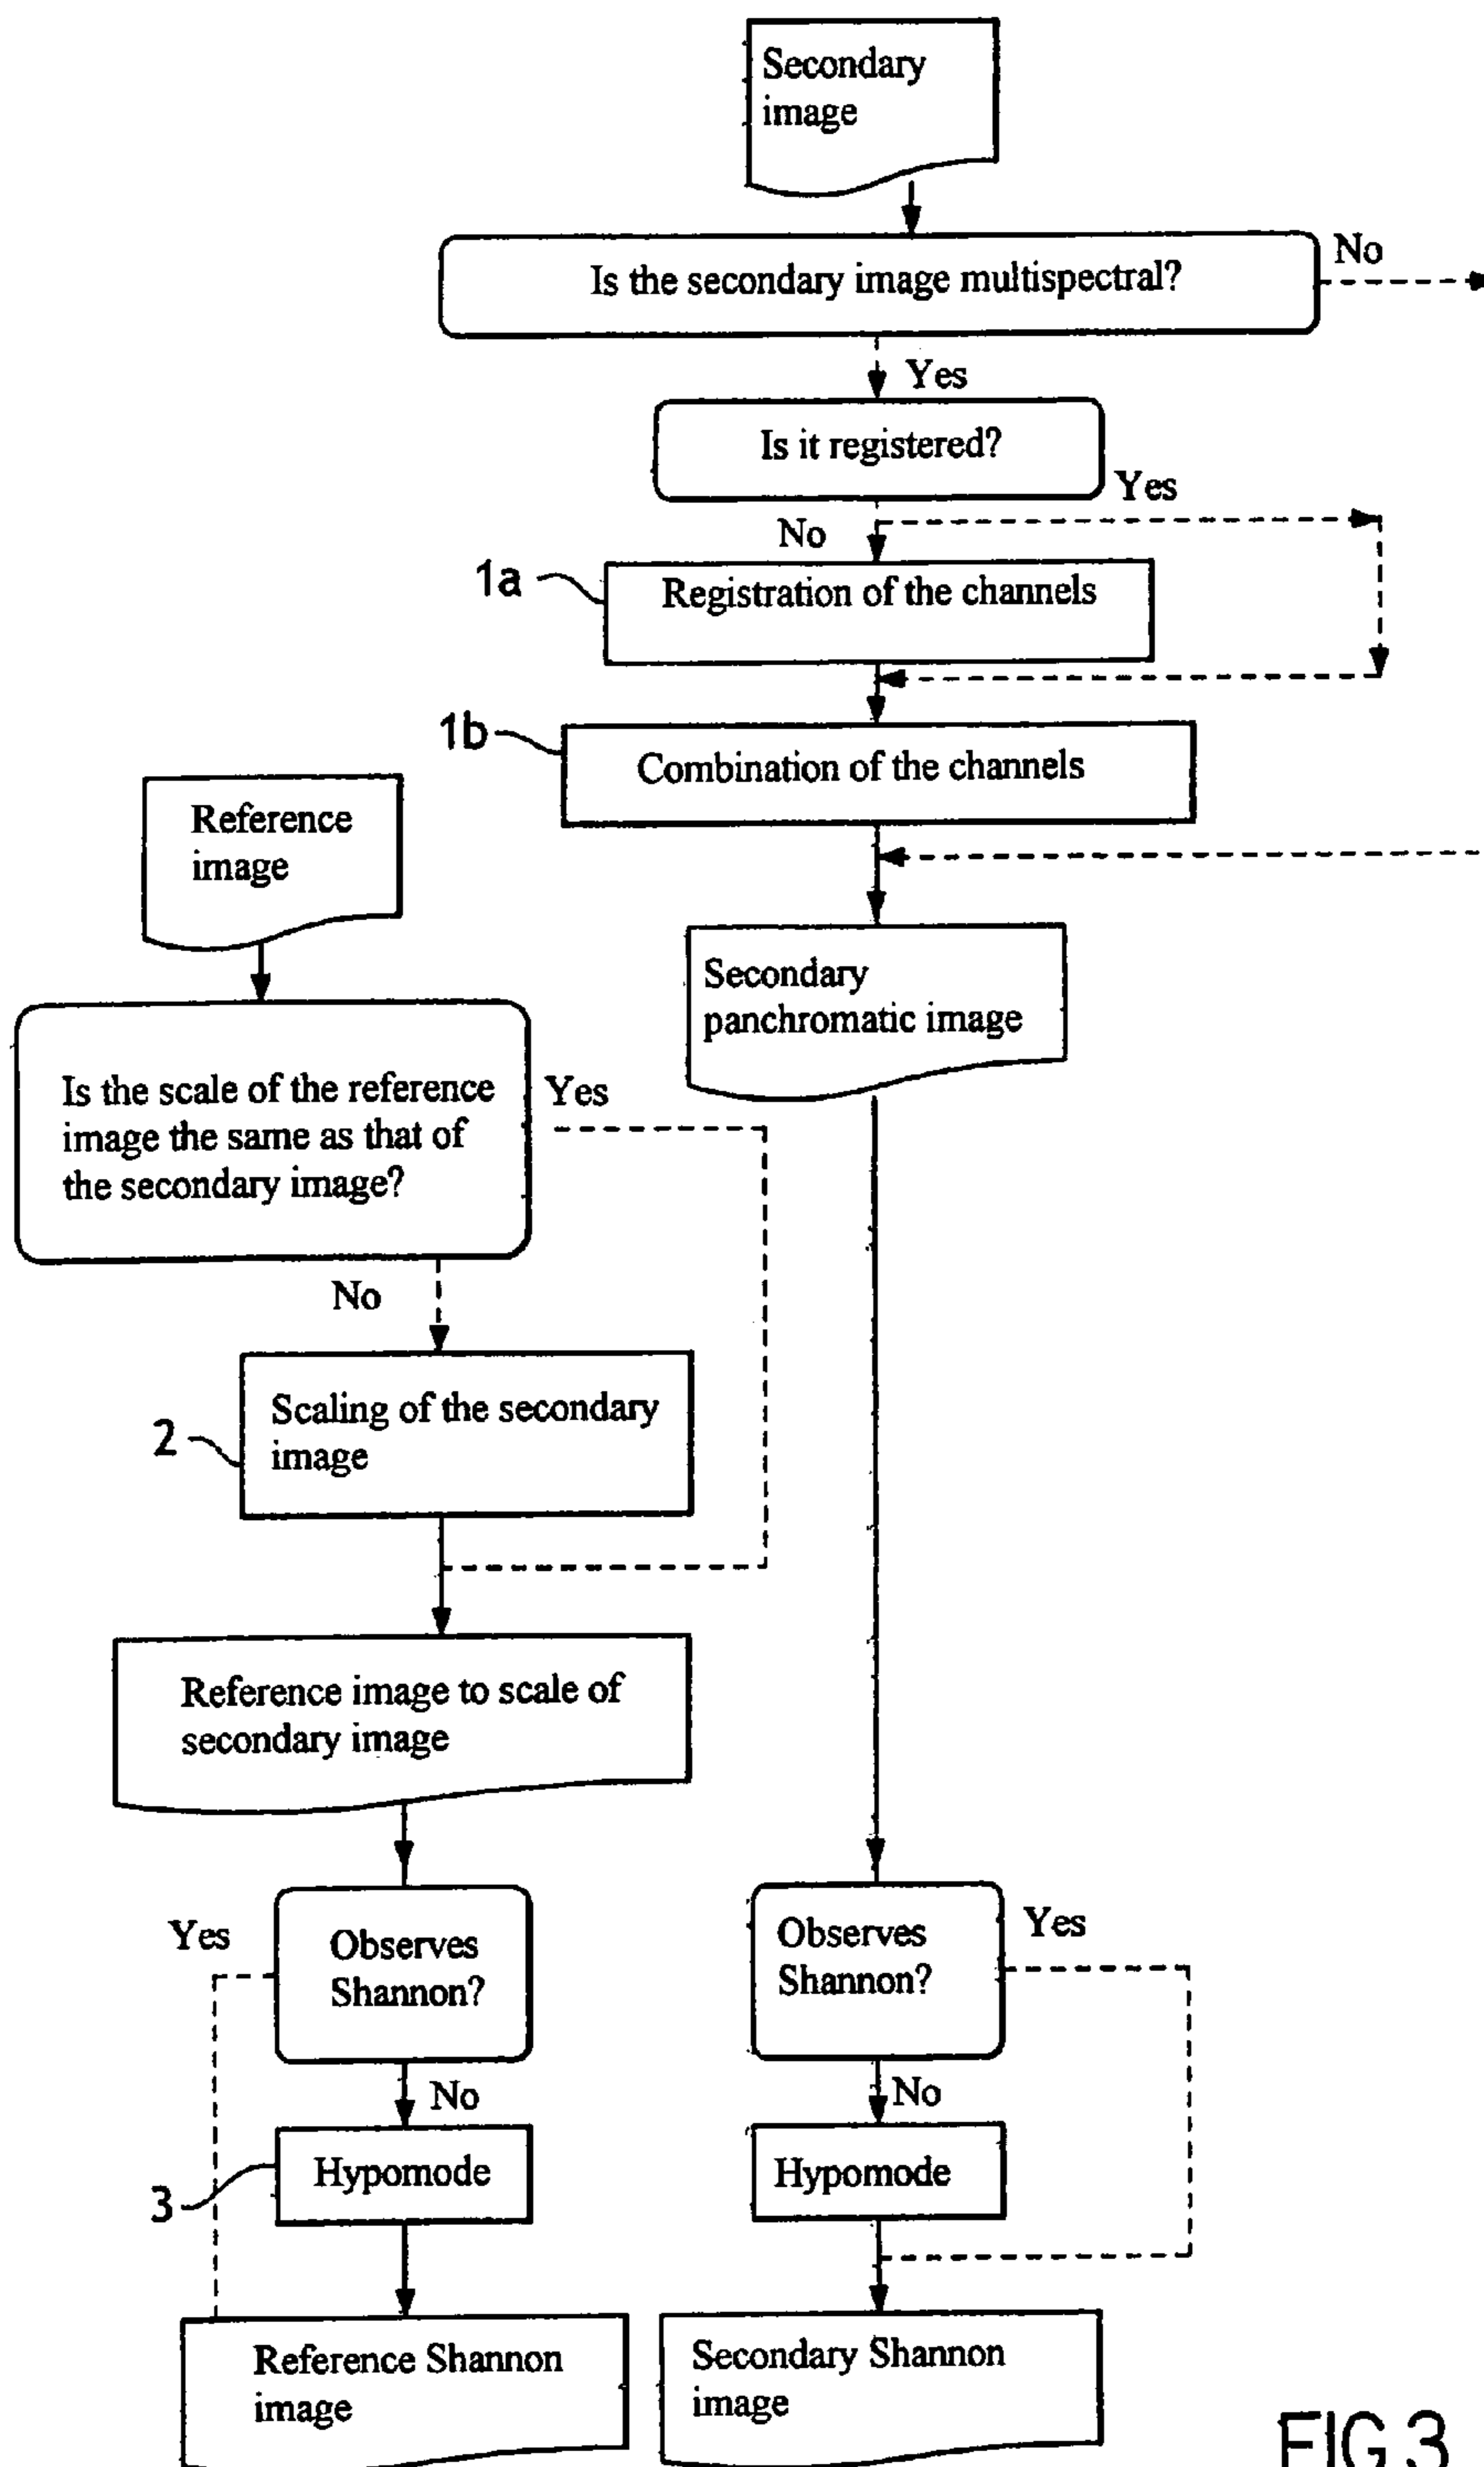 Secondary
image
Is the secondary image multispectral?
No
Yes
Is it registered?
Yes
No
1a
Registration of the channels
1b
Combination of the channels
Reference
image
Secondary
panchromatic image
Is the scale of the reference
image the same as that of
the secondary image?
Yes
No
2
Scaling of the secondary
image
Reference image to scale of
secondary image
Yes
Observes
Shannon?
Observes
Shannon?
Yes
No
No
3
Hypomode
Hypomode
Reference Shannon
image
Secondary Shannon
image
FIG.3